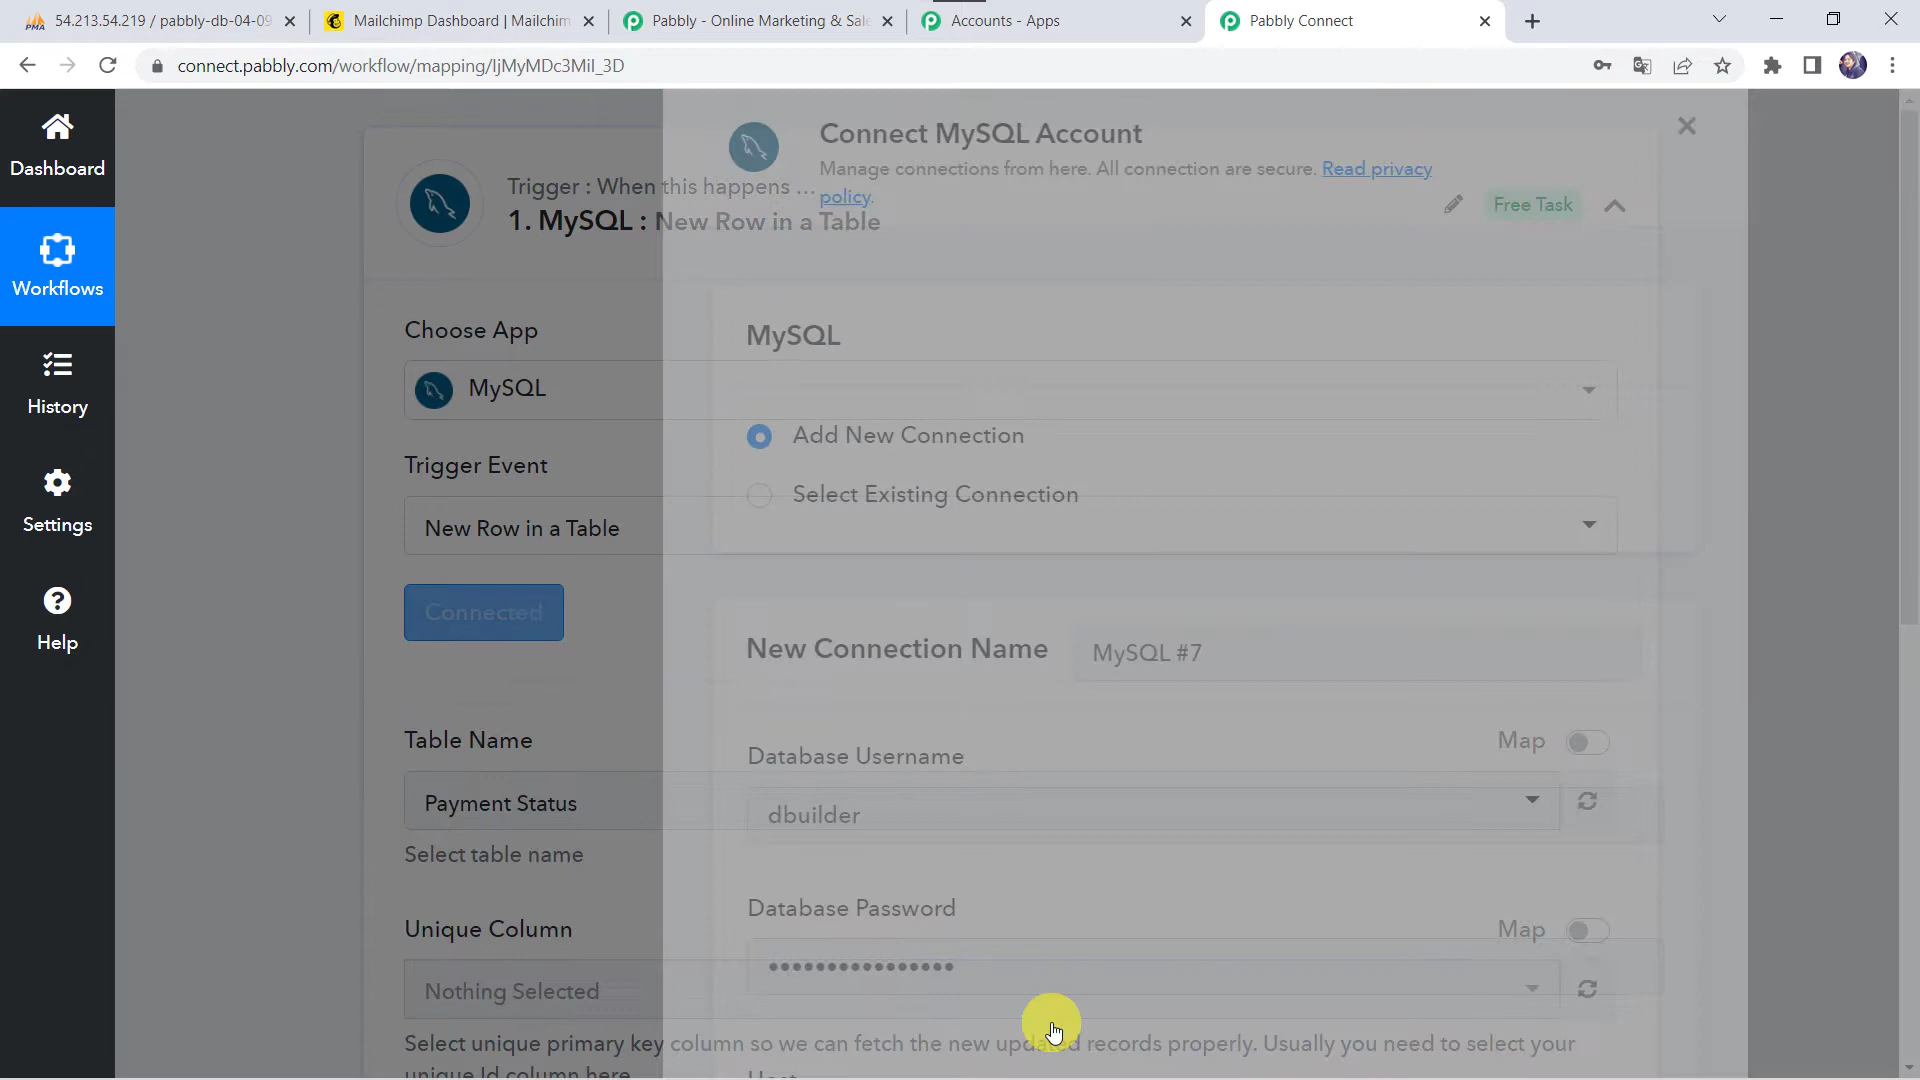 54.213.54.219 / pabbly-db-04-09
Mailchimp Dashboard | Mailchim
Pabbly - Online Marketing & Sale
Accounts - Apps
Pabbly Connect
connect.pabbly.com/workflow/mapping/IjMyMDc3MiI_3D
Dashboard
Workflows
History
Settings
Help
Connect MySQL Account
Manage connections from here. All connection are secure. Read privacy
policy.
Trigger : When this happens ...
1. MySQL : New Row in a Table
Free Task
Choose App
MySQL
Trigger Event
New Row in a Table
Connected
Table Name
Payment Status
Select table name
Unique Column
Nothing Selected
Select unique primary key column so we can fetch the new updated records properly. Usually you need to select your
unique Id column here
MySQL
Add New Connection
Select Existing Connection
New Connection Name
MySQL #7
Map
Database Username
dbuilder
Database Password
Map
Host